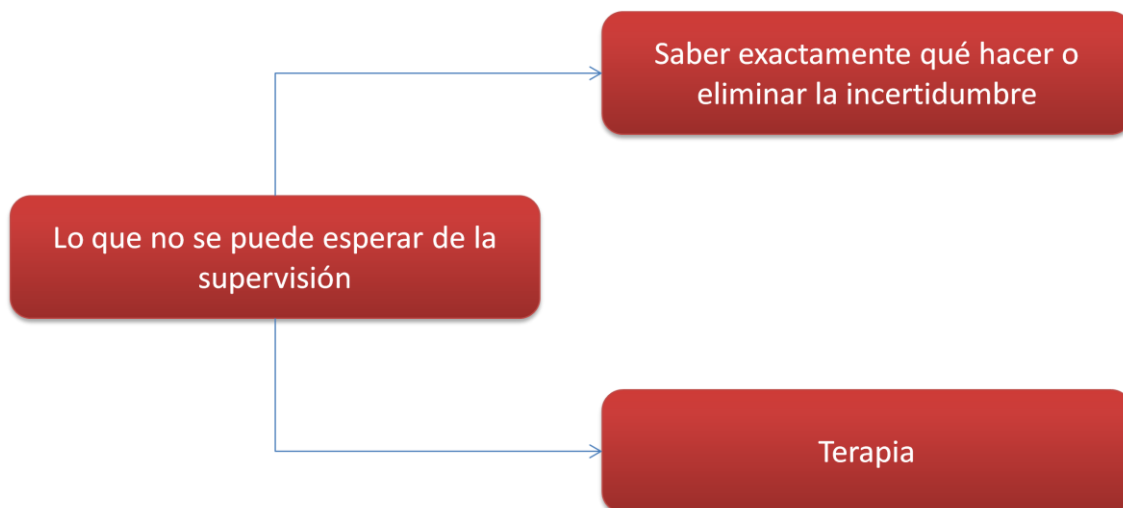 Saber exactamente qué hacer o
eliminar la incertidumbre
Lo que no se puede esperar de la
supervisión
Terapia